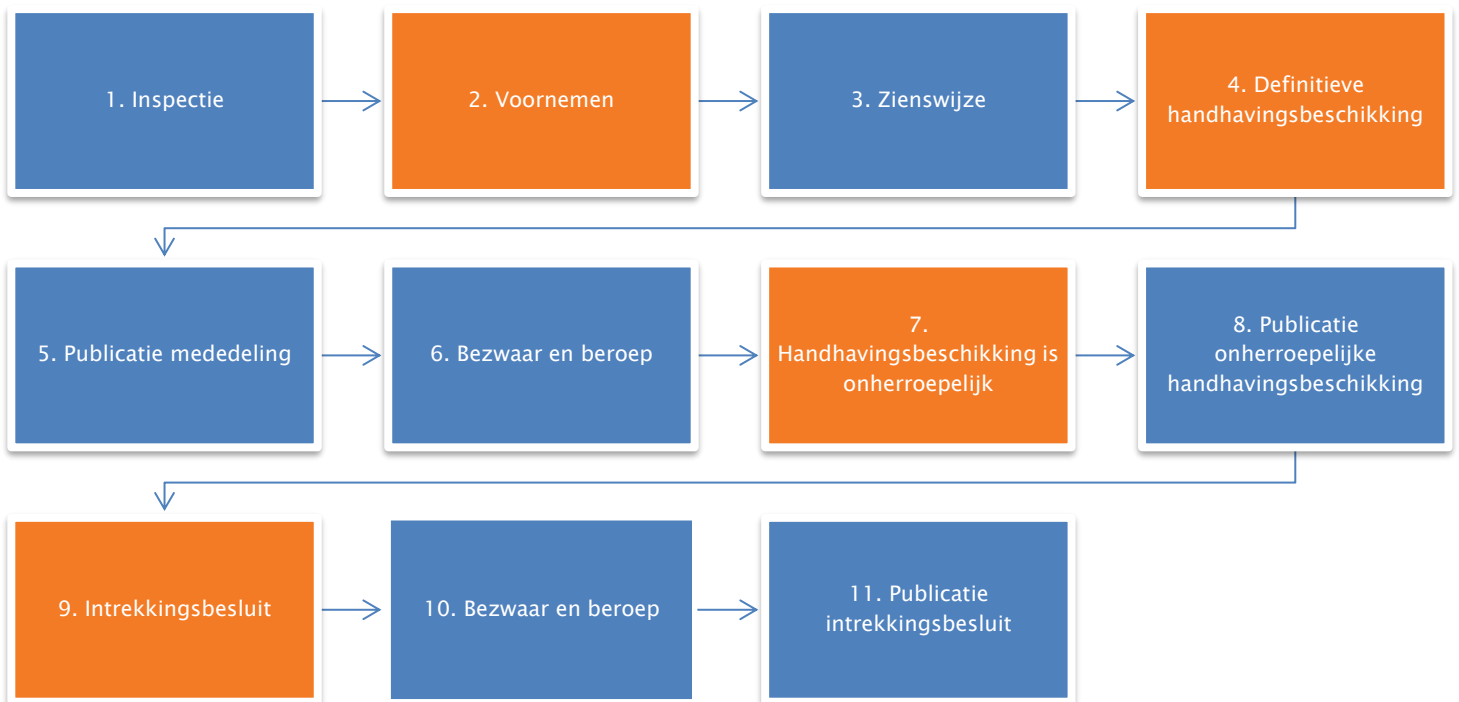 1. Inspectie
2. Voornemen
3. Zienswijze
4. Definitieve
handhavingsbeschikking
5. Publicatie mededeling
6. Bezwaar en beroep
7.
Handhavingsbeschikking is
onherroepelijk
8. Publicatie
onherroepelijke
handhavingsbeschikking
9. Intrekkingsbesluit
10. Bezwaar en beroep
11. Publicatie
intrekkingsbesluit